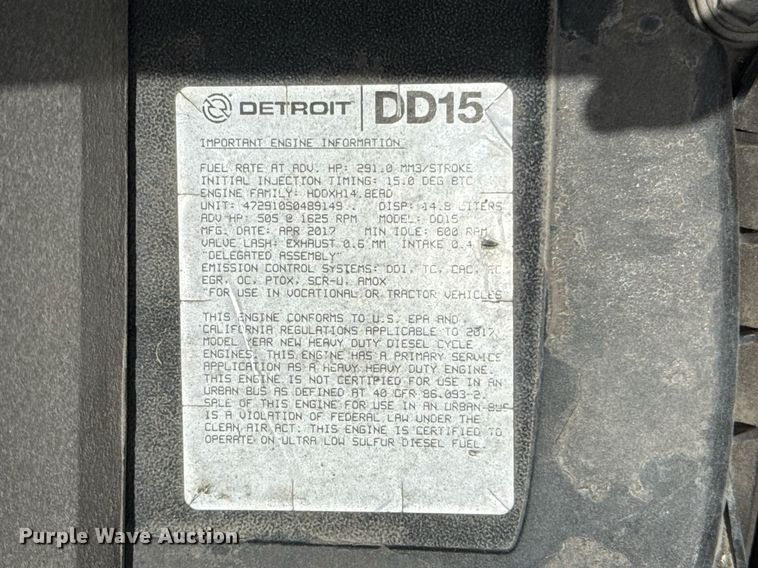 DETROIT DD15
IMPORTANT ENGINE INFORMATION
FUEL RATE AT ADV. HP: 291.0 MM3/STROKE
INITIAL INJECTION TIMING: 15.0 DEG BTC
ENGINE FAMILY: HDDXH14.8EAD
UNIT: 472910S0489149 DISP: 14.8 LITERS
ADV HP: 505 @ 1625 RPM MODEL: DD15
MFG. DATE: APR 2017 MIN IDLE: 600 RPM
VALVE LASH: EXHAUST 0.6 MM INTAKE 0.4
"DELEGATED ASSEMBLY"
EMISSION CONTROL SYSTEMS: DDI, TC, CAC,
EGR, OC, PTOX, SCR-U, AMOX
"FOR USE IN VOCATIONAL OR TRACTOR VEHICLES
THIS ENGINE CONFORMS TO U.S. EPA AND
CALIFORNIA REGULATIONS APPLICABLE TO 2017
MODEL YEAR NEW HEAVY DUTY DIESEL CYCLE
ENGINES. THIS ENGINE HAS A PRIMARY SERVICE
APPLICATION AS A HEAVY HEAVY DUTY ENGINE.
THIS ENGINE IS NOT CERTIFIED FOR USE IN AN
URBAN BUS AS DEFINED AT 40 CFR 86.093-2.
SALE OF THIS ENGINE FOR USE IN AN URBAN BUS
IS A VIOLATION OF FEDERAL LAW UNDER THE
CLEAN AIR ACT. THIS ENGINE IS CERTIFIED TO
OPERATE ON ULTRA LOW SULFUR DIESEL FUEL.
Purple Wave Auction